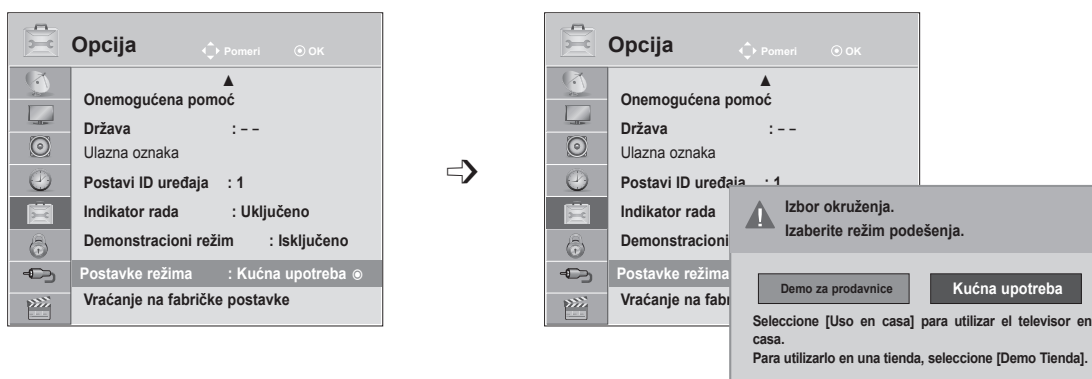 Opcija
Pomeri
OK
Onemogućena pomoć
Država : – –
Ulazna oznaka
Postavi ID uređaja : 1
Indikator rada : Uključeno
Demonstracioni režim : Isključeno
Postavke režima : Kućna upotreba
Vraćanje na fabričke postavke
Opcija
Pomeri
OK
Onemogućena pomoć
Država : – –
Ulazna oznaka
Postavi ID uređaja : 1
Indikator rada
Demonstracioni
Postavke režima
Vraćanje na fabr
Izbor okruženja.
Izaberite režim podešenja.
Demo za prodavnice
Kućna upotreba
Seleccione [Uso en casa] para utilizar el televisor en
casa.
Para utilizarlo en una tienda, seleccione [Demo Tienda].